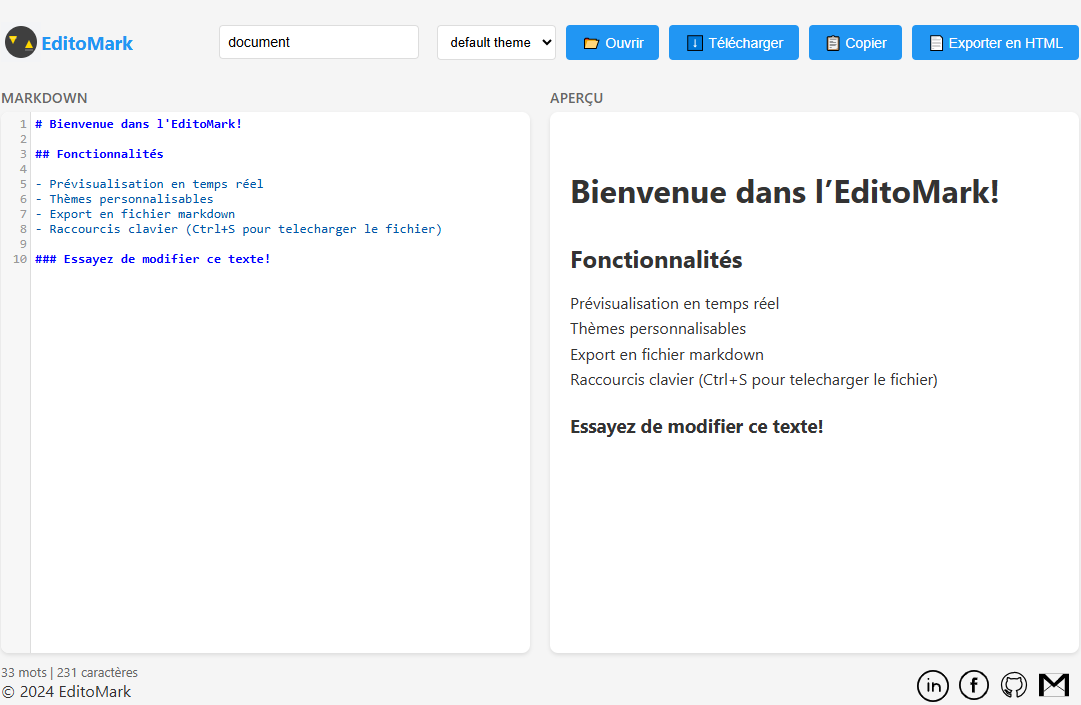 EditoMark
document
default theme
Ouvrir
Télécharger
Copier
Exporter en HTML
MARKDOWN
1 # Bienvenue dans l'EditoMark!
2
3 ## Fonctionnalités
4
5 - Prévisualisation en temps réel
6 - Thèmes personnalisables
7 - Export en fichier markdown
8 - Raccourcis clavier (Ctrl+S pour telecharger le fichier)
9
10 ### Essayez de modifier ce texte!
APERÇU
Bienvenue dans l’EditoMark!
Fonctionnalités
Prévisualisation en temps réel
Thèmes personnalisables
Export en fichier markdown
Raccourcis clavier (Ctrl+S pour telecharger le fichier)
Essayez de modifier ce texte!
33 mots | 231 caractères
© 2024 EditoMark
in
f